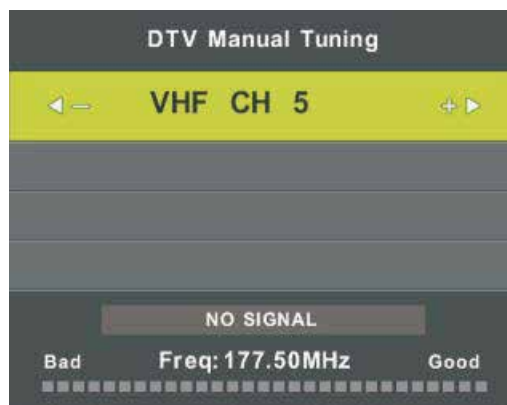 DTV Manual Tuning
– VHF CH 5 +
NO SIGNAL
Bad Freq: 177.50MHz Good